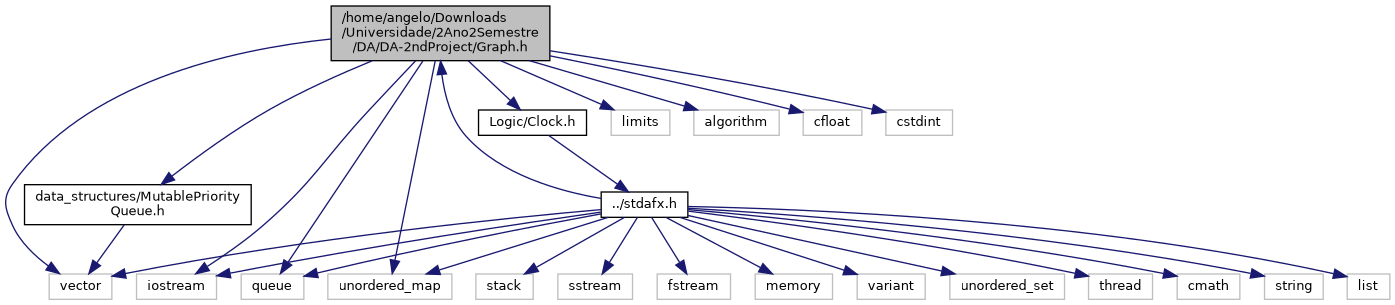 /home/angelo/Downloads
/Universidade/2Ano2Semestre
/DA/DA-2ndProject/Graph.h
Logic/Clock.h
limits
algorithm
cfloat
cstdint
data_structures/MutablePriority
Queue.h
../stdafx.h
vector
iostream
queue
unordered_map
stack
sstream
fstream
memory
variant
unordered_set
thread
cmath
string
list